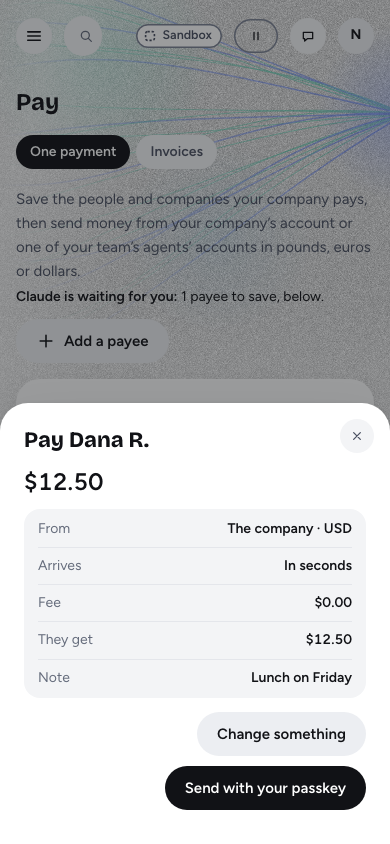 Sandbox
N
Pay
One payment
Invoices
Save the people and companies your company pays,
then send money from your company's account or
one of your team's agents' accounts in pounds, euros
or dollars.
Claude is waiting for you: 1 payee to save, below.
Add a payee
Pay Dana R.
$12.50
From The company · USD
Arrives In seconds
Fee $0.00
They get $12.50
Note Lunch on Friday
Change something
Send with your passkey